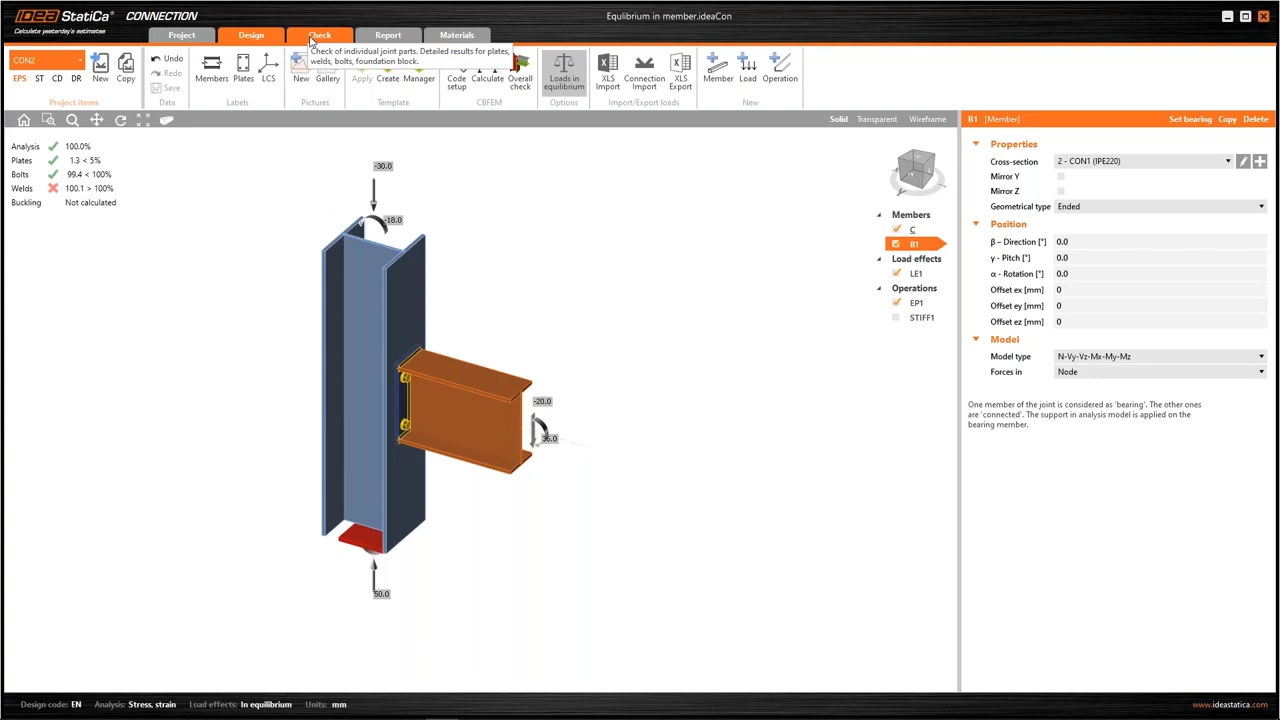 IDEA StatiCa® CONNECTION
Calculate yesterday's estimates
Equilibrium in member.ideaCon
Project Design Check Report Materials
Check of individual joint parts. Detailed results for plates, welds, bolts, foundation block.
CON2
EPS ST CD DR
New
Copy
Project items
Undo
Redo
Save
Data
Members
Plates
LCS
Labels
New
Gallery
Pictures
Apply
Create
Manager
Template
Code setup
Calculate
Overall check
CBFEM
Loads in equilibrium
Options
XLS Import
Connection Import
XLS Export
Import/Export loads
Member
Load
Operation
New
Solid Transparent Wireframe
B1 [Member] Set bearing Copy Delete
Analysis 100.0%
Plates 1.3 < 5%
Bolts 99.4 < 100%
Welds 100.1 > 100%
Buckling Not calculated
-30.0
-18.0
-20.0
36.0
50.0
Members
C
B1
Load effects
LE1
Operations
EP1
STIFF1
Properties
Cross-section 2 - CON1 (IPE220)
Mirror Y
Mirror Z
Geometrical type Ended
Position
β – Direction [°] 0.0
γ - Pitch [°] 0.0
α - Rotation [°] 0.0
Offset ex [mm] 0
Offset ey [mm] 0
Offset ez [mm] 0
Model
Model type N-Vy-Vz-Mx-My-Mz
Forces in Node
One member of the joint is considered as 'bearing'. The other ones
are 'connected'. The support in analysis model is applied on the
bearing member.
Design code: EN Analysis: Stress, strain Load effects: In equilibrium Units: mm
www.ideastatica.com